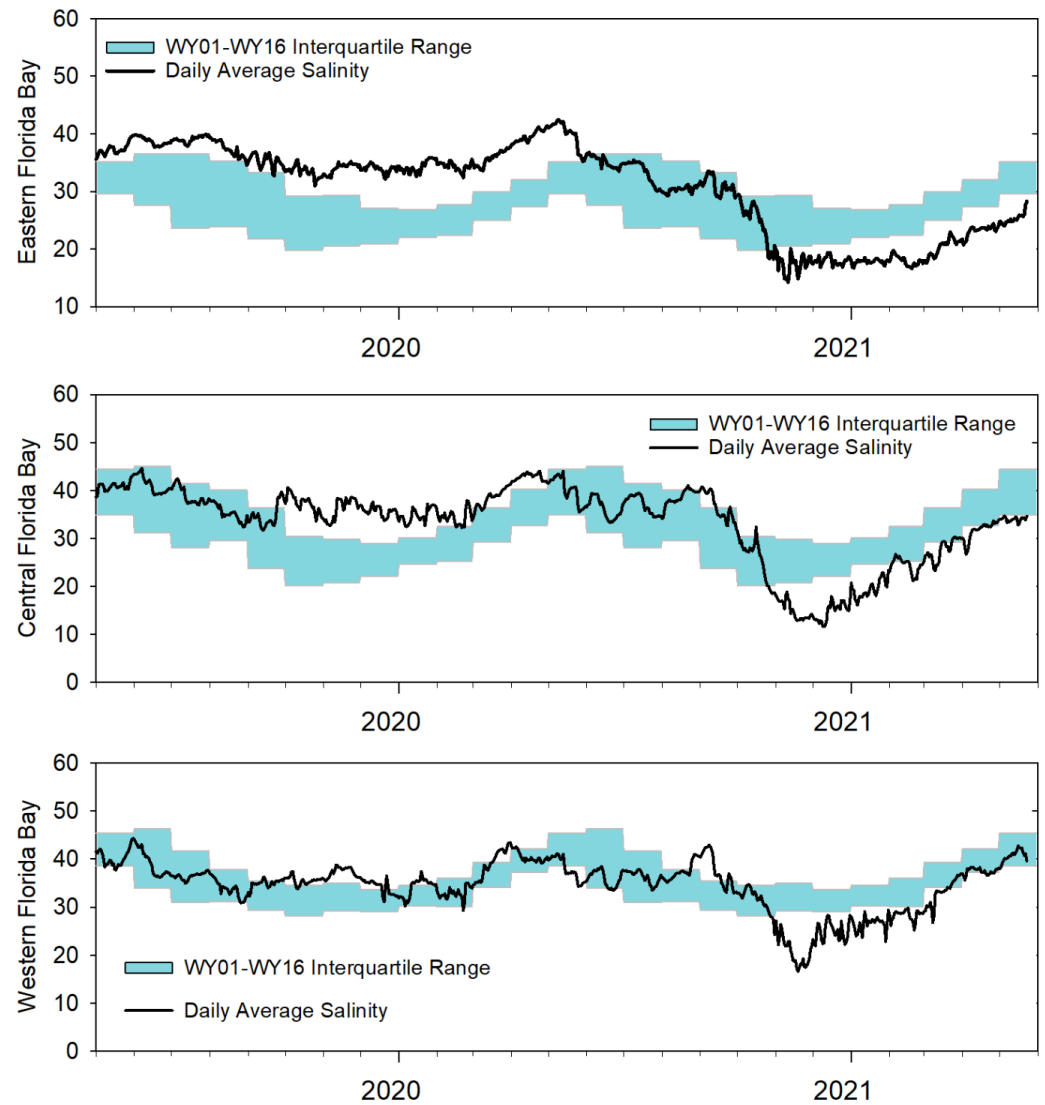 60
WY01-WY16 Interquartile Range
50
Daily Average Salinity
40
30
20
10
Eastern Florida Bay
2020
2021
60
50
WY01-WY16 Interquartile Range
Daily Average Salinity
40
30
20
10
0
Central Florida Bay
2020
2021
60
50
40
30
20
WY01-WY16 Interquartile Range
10
Daily Average Salinity
0
Western Florida Bay
2020
2021